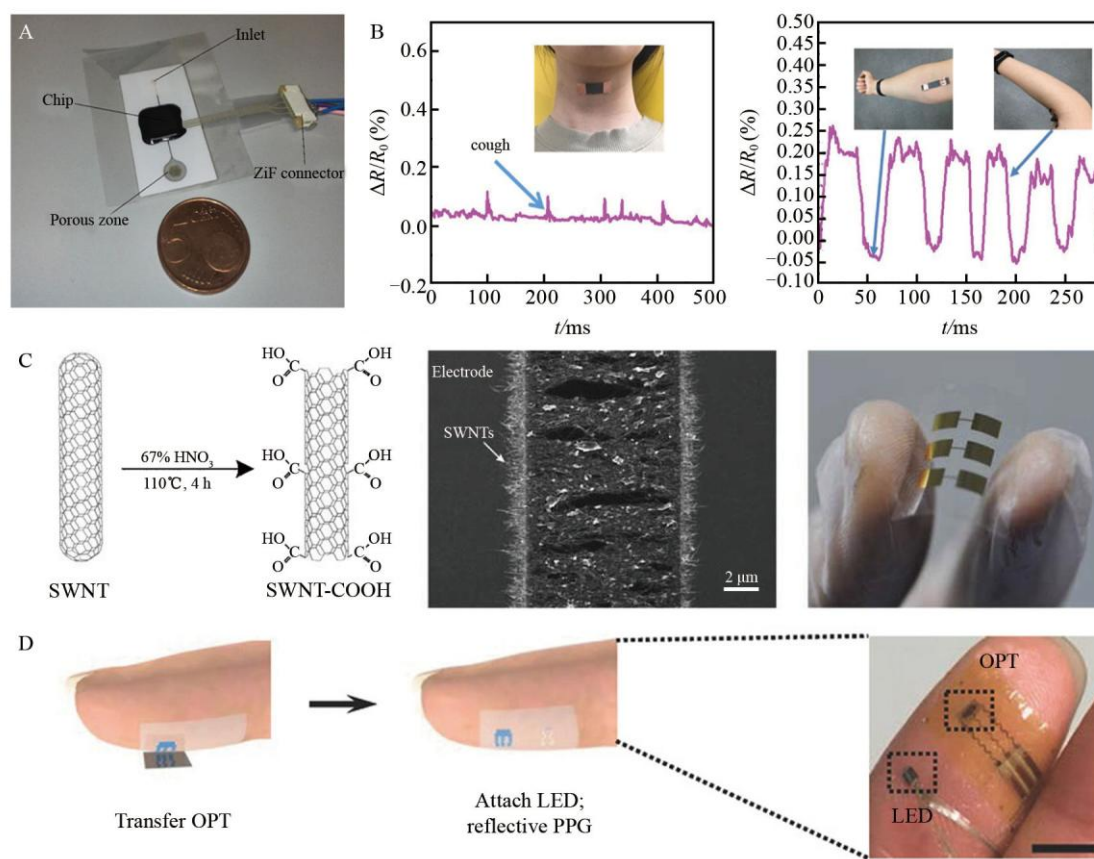 A
Inlet
Chip
ZiF connector
Porous zone
B
ΔR/R₀ (%)
0.6
0.4
0.2
0.0
−0.2
cough
0
100
200
300
400
500
t/ms
ΔR/R₀ (%)
0.50
0.45
0.40
0.35
0.30
0.25
0.20
0.15
0.10
0.05
0.00
−0.05
−0.10
0
50
100
150
200
250
t/ms
C
SWNT
67% HNO₃
110℃, 4 h
HO
C
O
OH
C
O
HO
C
O
OH
C
O
HO
C
O
OH
C
O
SWNT-COOH
Electrode
SWNTs
2 μm
D
Transfer OPT
Attach LED;
reflective PPG
OPT
LED